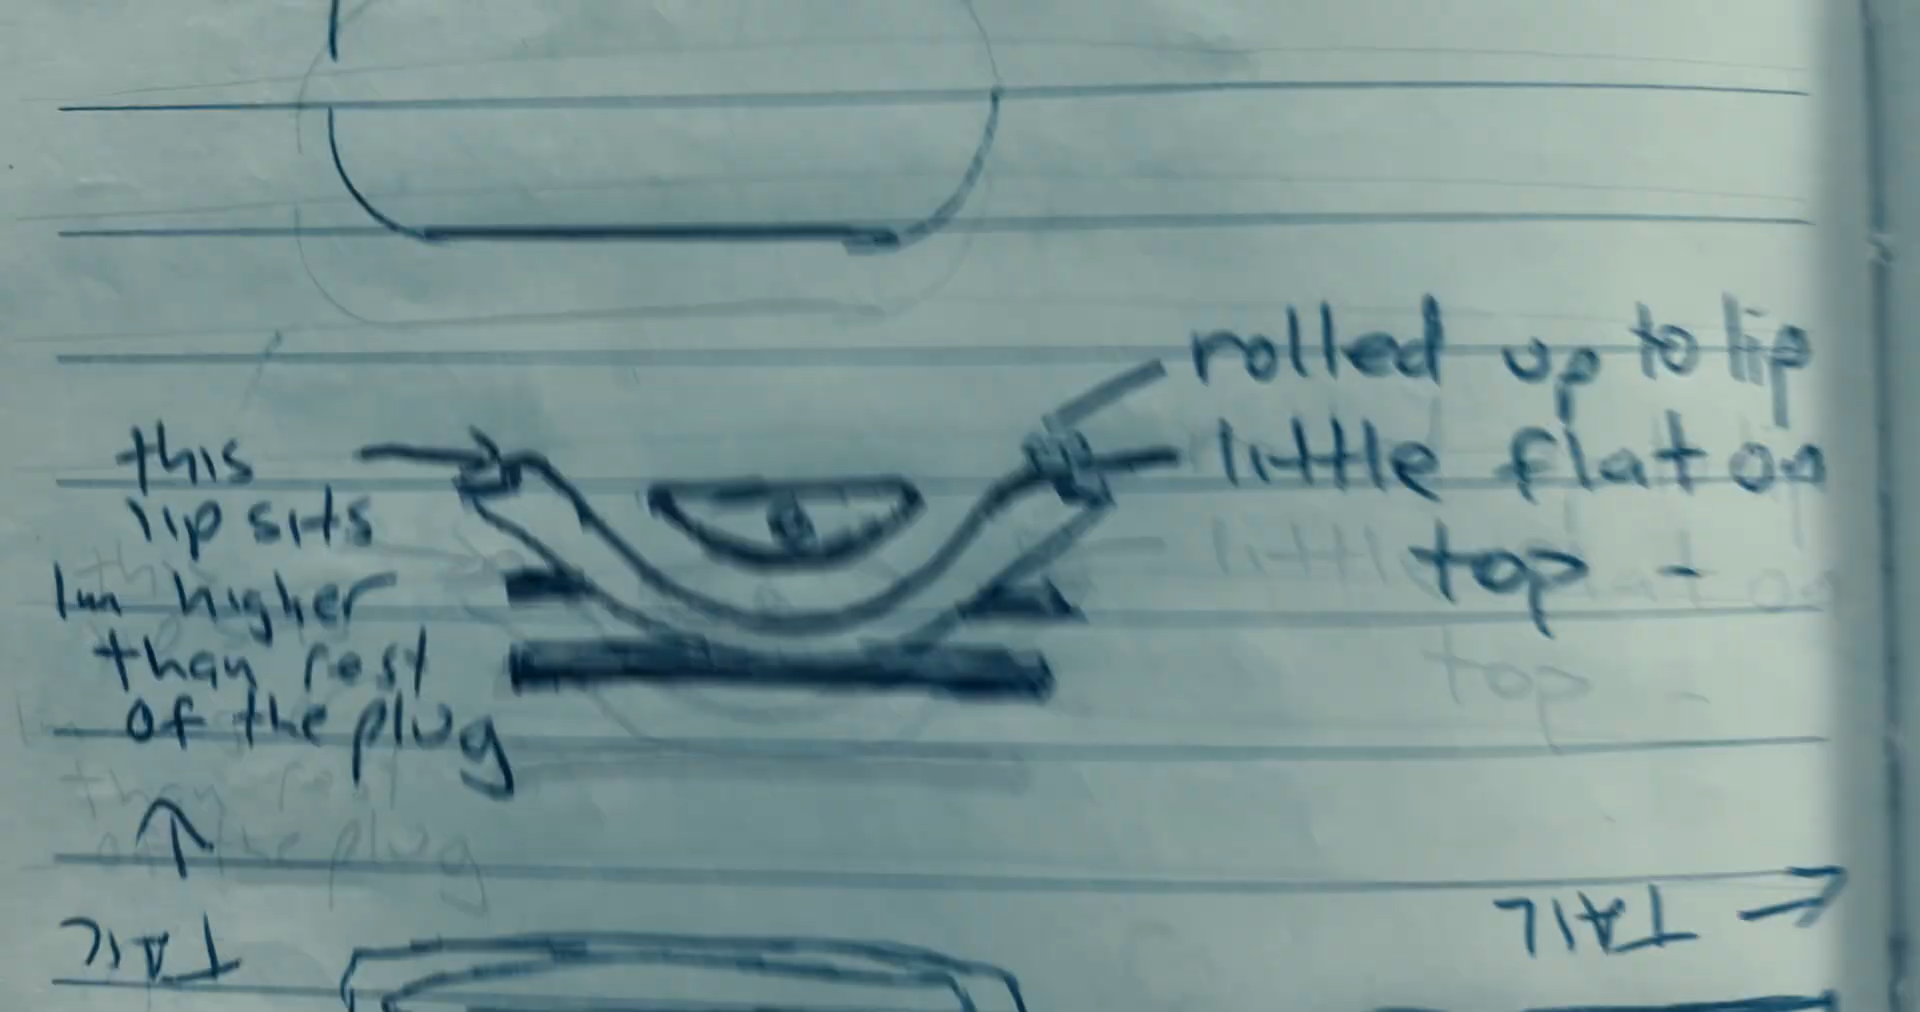 rolled up to lip
little flat on
top -
this
lip sits
1m higher
than rest
of the plug
TAIL
TAIL